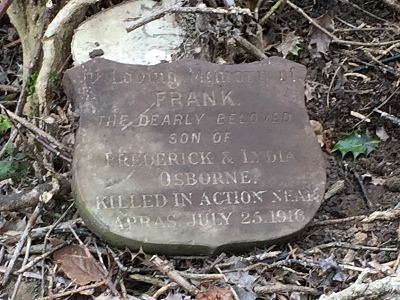 In Loving Memory of
FRANK.
THE DEARLY BELOVED
SON OF
FREDERICK & LYDIA
OSBORNE.
KILLED IN ACTION NEAR
ARRAS JULY 25. 1916